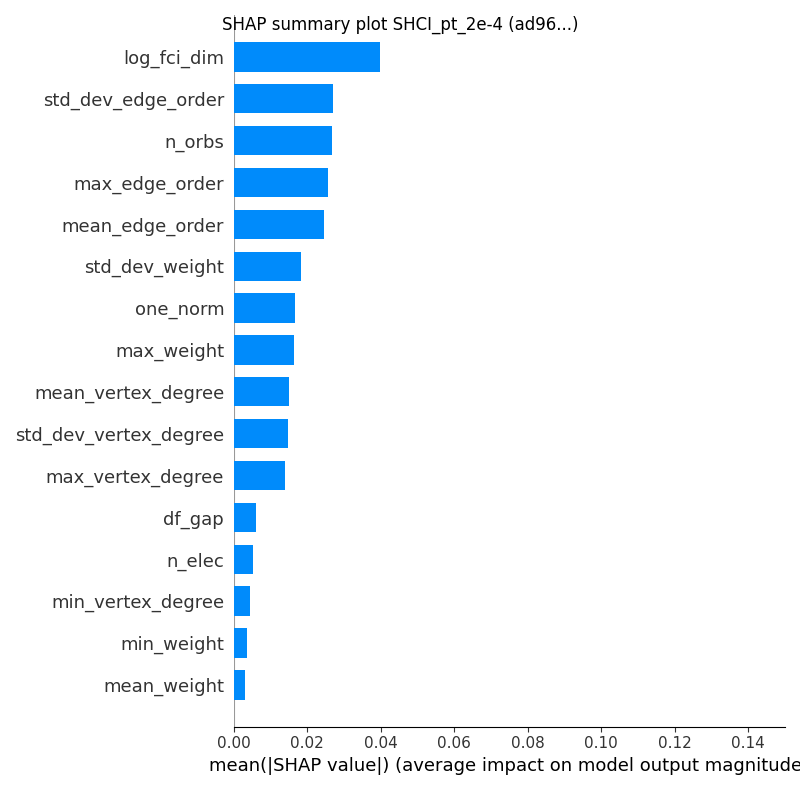 SHAP summary plot SHCI_pt_2e-4 (ad96...)
log_fci_dim
std_dev_edge_order
n_orbs
max_edge_order
mean_edge_order
std_dev_weight
one_norm
max_weight
mean_vertex_degree
std_dev_vertex_degree
max_vertex_degree
df_gap
n_elec
min_vertex_degree
min_weight
mean_weight
0.00 0.02 0.04 0.06 0.08 0.10 0.12 0.14
mean(|SHAP value|) (average impact on model output magnitude